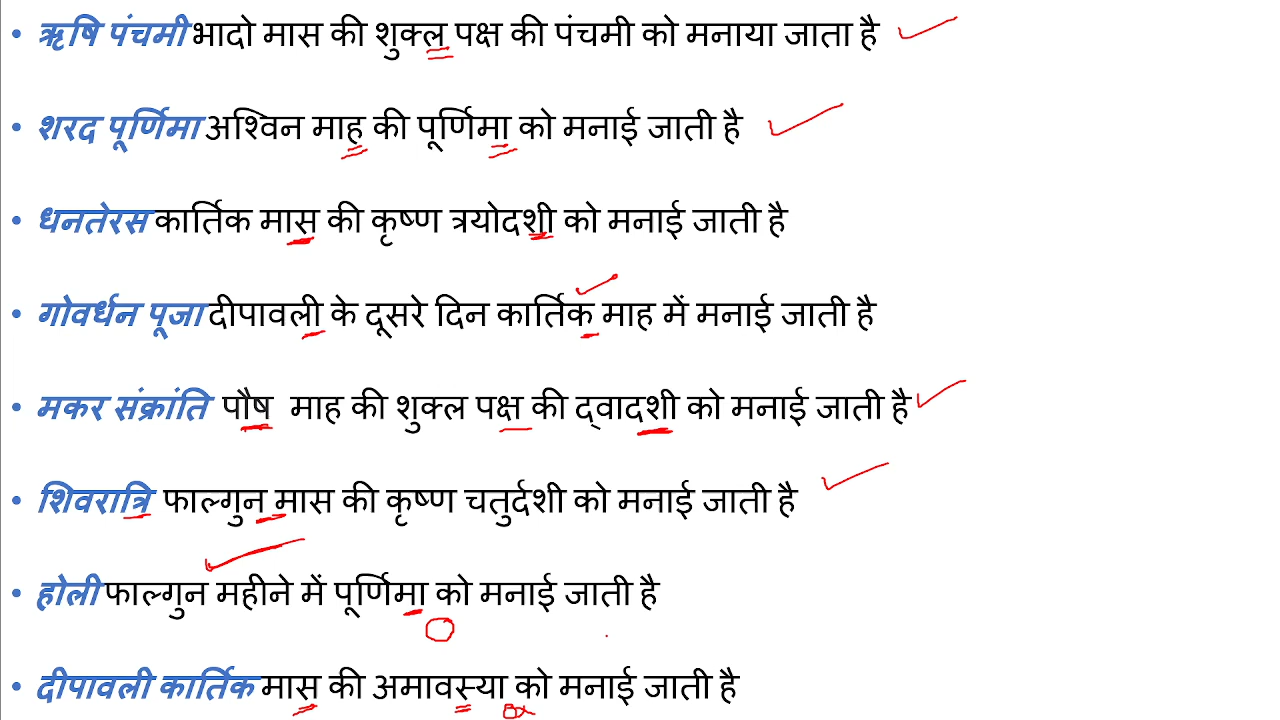 • ऋषि पंचमी भादो मास की शुक्ल पक्ष की पंचमी को मनाया जाता है
• शरद पूर्णिमा अश्विन माह की पूर्णिमा को मनाई जाती है
• धनतेरस कार्तिक मास की कृष्ण त्रयोदशी को मनाई जाती है
• गोवर्धन पूजा दीपावली के दूसरे दिन कार्तिक माह में मनाई जाती है
• मकर संक्रांति पौष माह की शुक्ल पक्ष की द्वादशी को मनाई जाती है
• शिवरात्रि फाल्गुन मास की कृष्ण चतुर्दशी को मनाई जाती है
• होली फाल्गुन महीने में पूर्णिमा को मनाई जाती है
• दीपावली कार्तिक मास की अमावस्या को मनाई जाती है